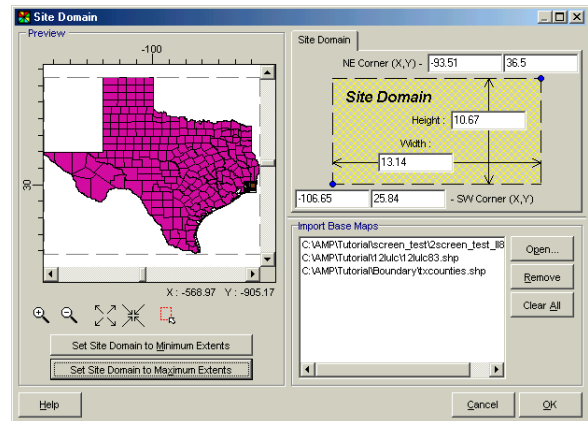 Site Domain
Preview
-100
30
X : -568.97 Y : -905.17
Set Site Domain to Minimum Extents
Set Site Domain to Maximum Extents
Site Domain
NE Corner (X,Y) - -93.51 36.5
Site Domain
Height : 10.67
Width :
13.14
-106.65 25.84 - SW Corner (X,Y)
Import Base Maps
C:\AMP\Tutorial\screen_test\2screen_test_ll8
C:\AMP\Tutorial\12lulc\12lulc83.shp
C:\AMP\Tutorial\Boundary\txcounties.shp
Open...
Remove
Clear All
Help
Cancel
OK